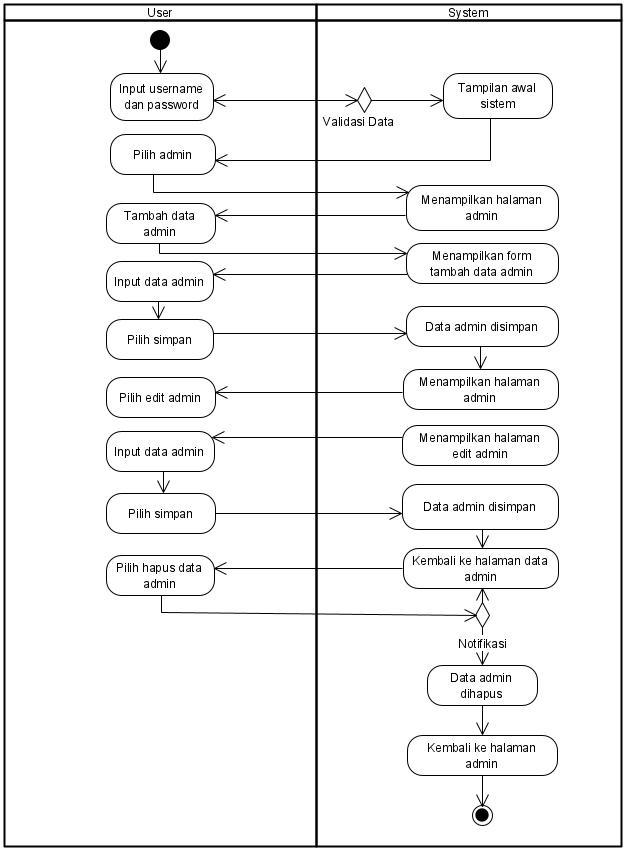 User
System
Input username
dan password
Validasi Data
Tampilan awal
sistem
Pilih admin
Menampilkan halaman
admin
Tambah data
admin
Menampilkan form
tambah data admin
Input data admin
Pilih simpan
Data admin disimpan
Menampilkan halaman
admin
Pilih edit admin
Menampilkan halaman
edit admin
Input data admin
Pilih simpan
Data admin disimpan
Kembali ke halaman data
admin
Pilih hapus data
admin
Notifikasi
Data admin
dihapus
Kembali ke halaman
admin